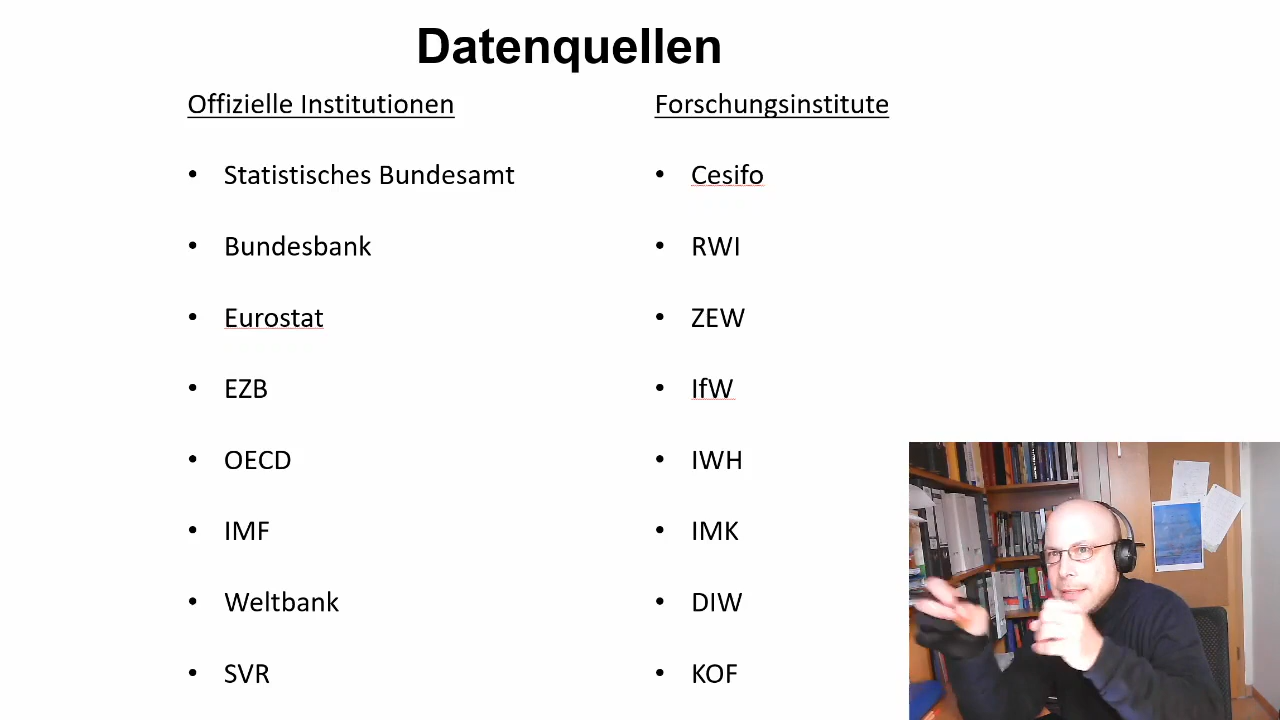 Datenquellen
Offizielle Institutionen
• Statistisches Bundesamt
• Bundesbank
• Eurostat
• EZB
• OECD
• IMF
• Weltbank
• SVR
Forschungsinstitute
• Cesifo
• RWI
• ZEW
• IfW
• IWH
• IMK
• DIW
• KOF